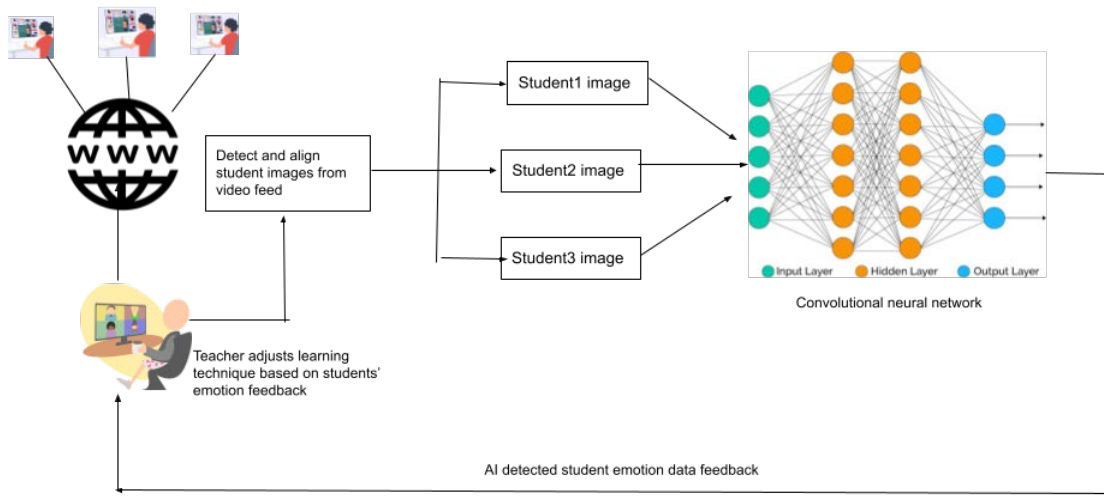 WWW
Detect and align
student images from
video feed
Student1 image
Student2 image
Student3 image
Input Layer
Hidden Layer
Output Layer
Convolutional neural network
Teacher adjusts learning
technique based on students'
emotion feedback
AI detected student emotion data feedback